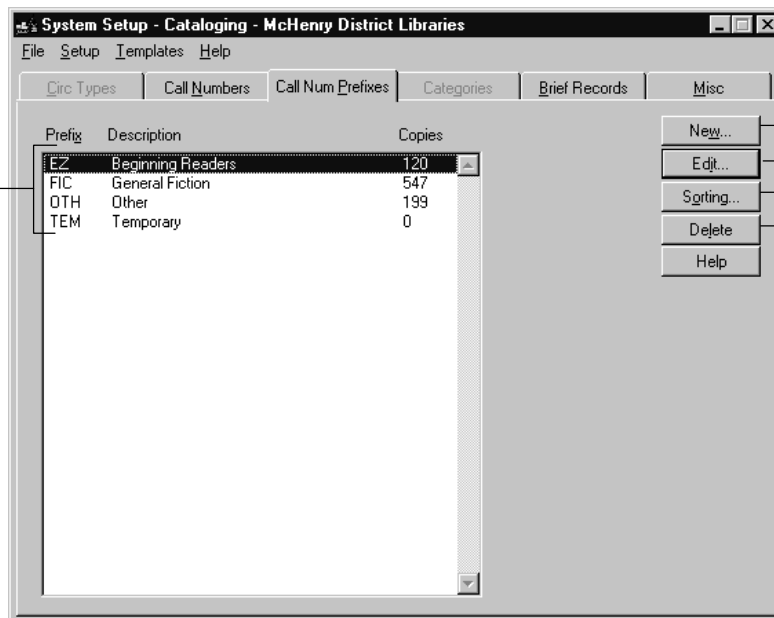 System Setup - Cataloging - McHenry District Libraries
File Setup Templates Help
Circ Types Call Numbers Call Num Prefixes Categories Brief Records Misc
Prefix Description Copies
EZ Beginning Readers 120
FIC General Fiction 547
OTH Other 199
TEM Temporary 0
New...
Edit...
Sorting...
Delete
Help